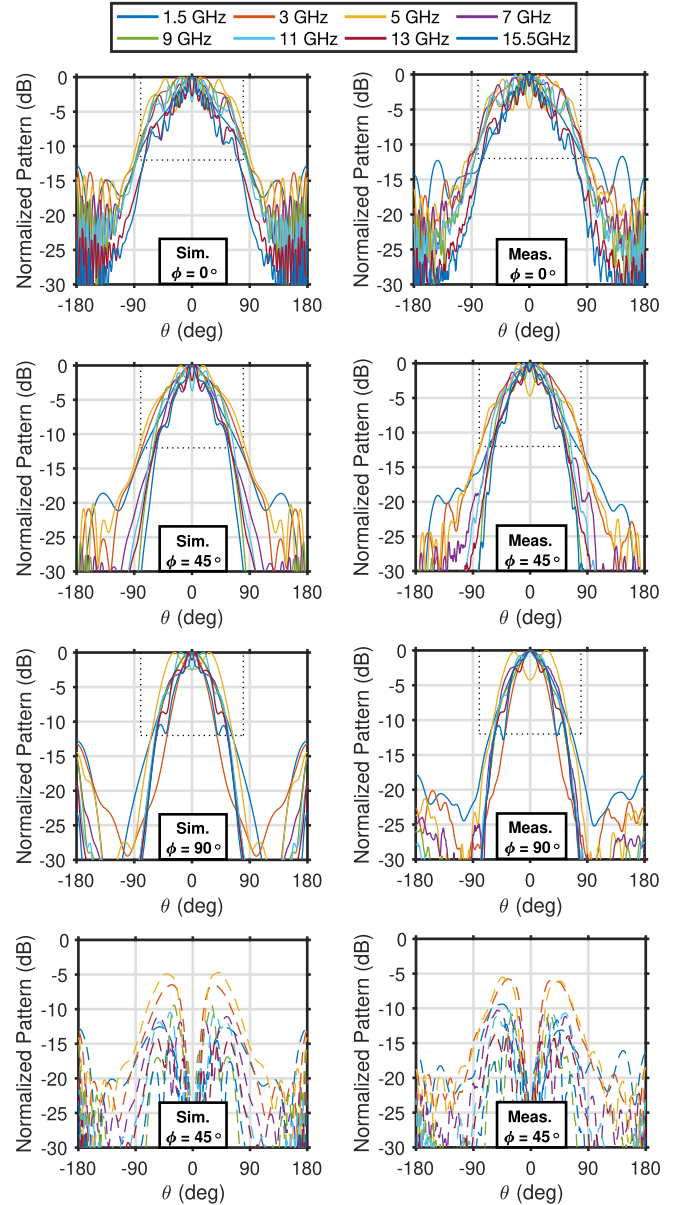 1.5 GHz 3 GHz 5 GHz 7 GHz
9 GHz 11 GHz 13 GHz 15.5GHz
Normalized Pattern (dB)
0
-5
-10
-15
-20
-25
-30
Sim.
ϕ = 0°
-180 -90 0 90 180
θ (deg)
Normalized Pattern (dB)
0
-5
-10
-15
-20
-25
-30
Meas.
ϕ = 0°
-180 -90 0 90 180
θ (deg)
Normalized Pattern (dB)
0
-5
-10
-15
-20
-25
-30
Sim.
ϕ = 45°
-180 -90 0 90 180
θ (deg)
Normalized Pattern (dB)
0
-5
-10
-15
-20
-25
-30
Meas.
ϕ = 45°
-180 -90 0 90 180
θ (deg)
Normalized Pattern (dB)
0
-5
-10
-15
-20
-25
-30
Sim.
ϕ = 90°
-180 -90 0 90 180
θ (deg)
Normalized Pattern (dB)
0
-5
-10
-15
-20
-25
-30
Meas.
ϕ = 90°
-180 -90 0 90 180
θ (deg)
Normalized Pattern (dB)
0
-5
-10
-15
-20
-25
-30
Sim.
ϕ = 45°
-180 -90 0 90 180
θ (deg)
Normalized Pattern (dB)
0
-5
-10
-15
-20
-25
-30
Meas.
ϕ = 45°
-180 -90 0 90 180
θ (deg)